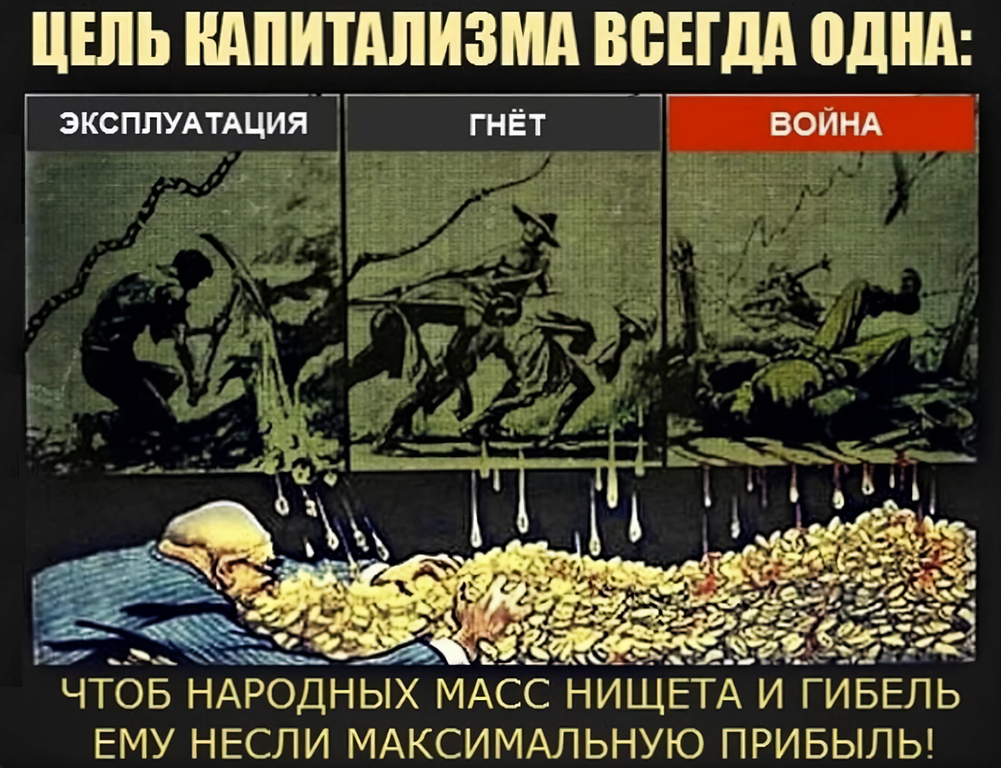 ЦЕЛЬ КАПИТАЛИЗМА ВСЕГДА ОДНА:
ЭКСПЛУАТАЦИЯ
ГНЁТ
ВОЙНА
ЧТОБ НАРОДНЫХ МАСС НИЩЕТА И ГИБЕЛЬ
ЕМУ НЕСЛИ МАКСИМАЛЬНУЮ ПРИБЫЛЬ!